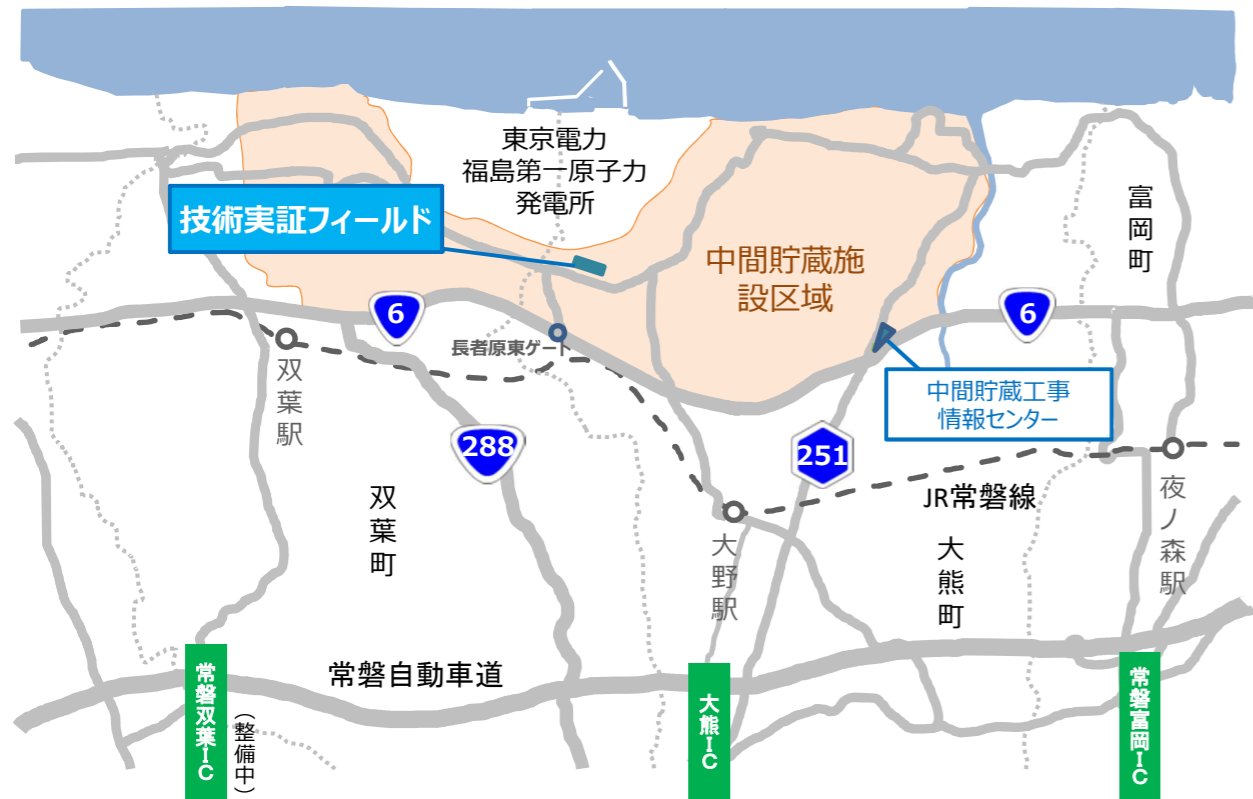 東京電力
福島第一原子力
発電所
技術実証フィールド
中間貯蔵施
設区域
富岡町
6
6
長者原東ゲート
双葉駅
中間貯蔵工事
情報センター
288
251
双葉町
JR常磐線
大野駅
大熊町
夜ノ森駅
常磐自動車道
常磐双葉IC
（整備中）
大熊IC
常磐富岡IC